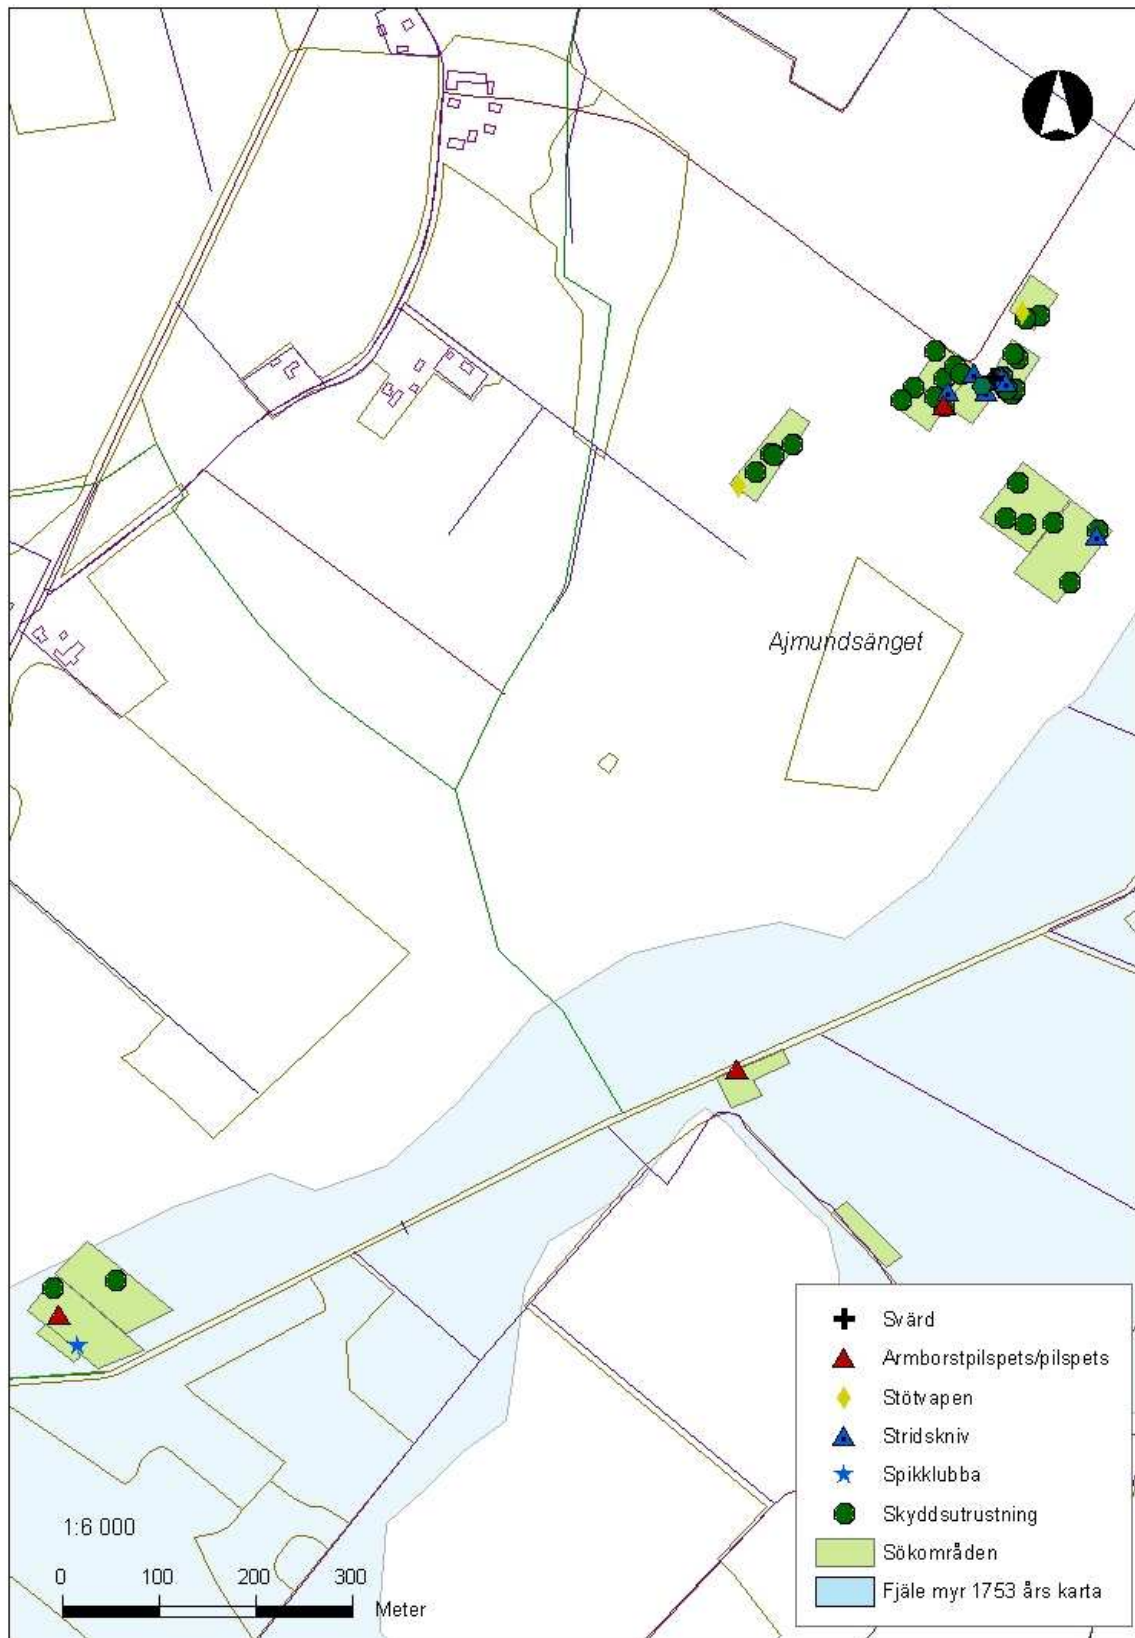 Ajmundsänget
Svärd
Armborstpilspets/pilspets
Stötvapen
Stridskniv
Spikklubba
Skyddsutrustning
Sökområden
Fjäle myr 1753 års karta
1:6 000
0 100 200 300
Meter